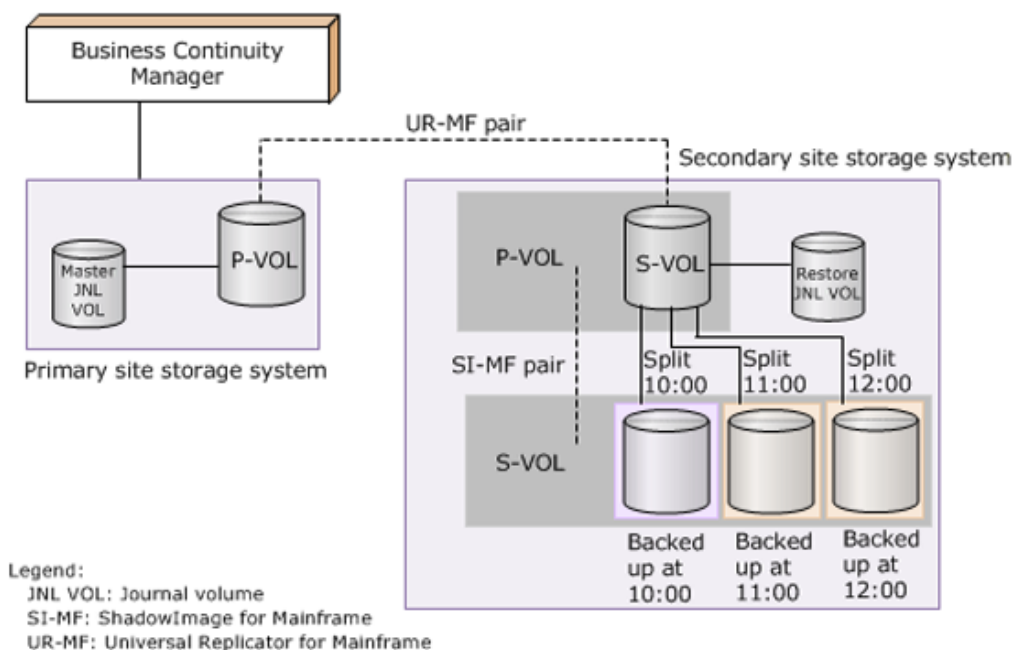 Business Continuity
Manager
UR-MF pair
Secondary site storage system
Master
JNL
VOL
P-VOL
Primary site storage system
P-VOL
S-VOL
Restore
JNL VOL
SI-MF pair
Split
10:00
Split
11:00
Split
12:00
S-VOL
Backed
up at
10:00
Backed
up at
11:00
Backed
up at
12:00
Legend:
JNL VOL: Journal volume
SI-MF: ShadowImage for Mainframe
UR-MF: Universal Replicator for Mainframe